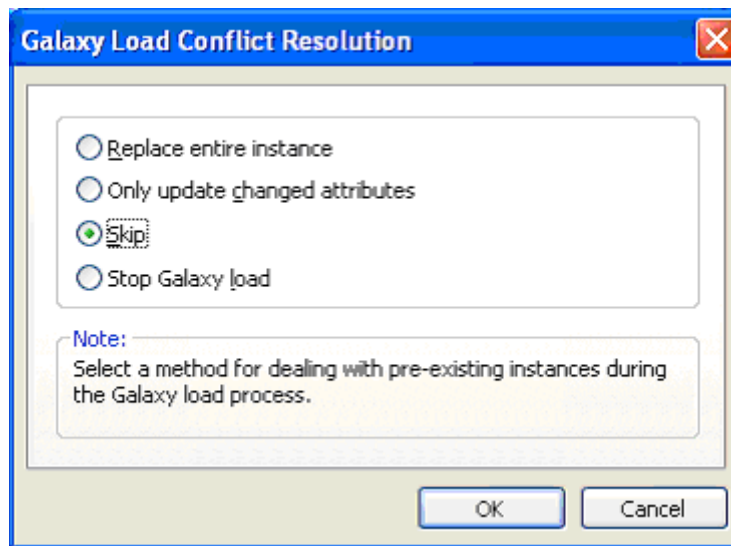 Galaxy Load Conflict Resolution
Replace entire instance
Only update changed attributes
Skip
Stop Galaxy load
Note:
Select a method for dealing with pre-existing instances during
the Galaxy load process.
OK
Cancel